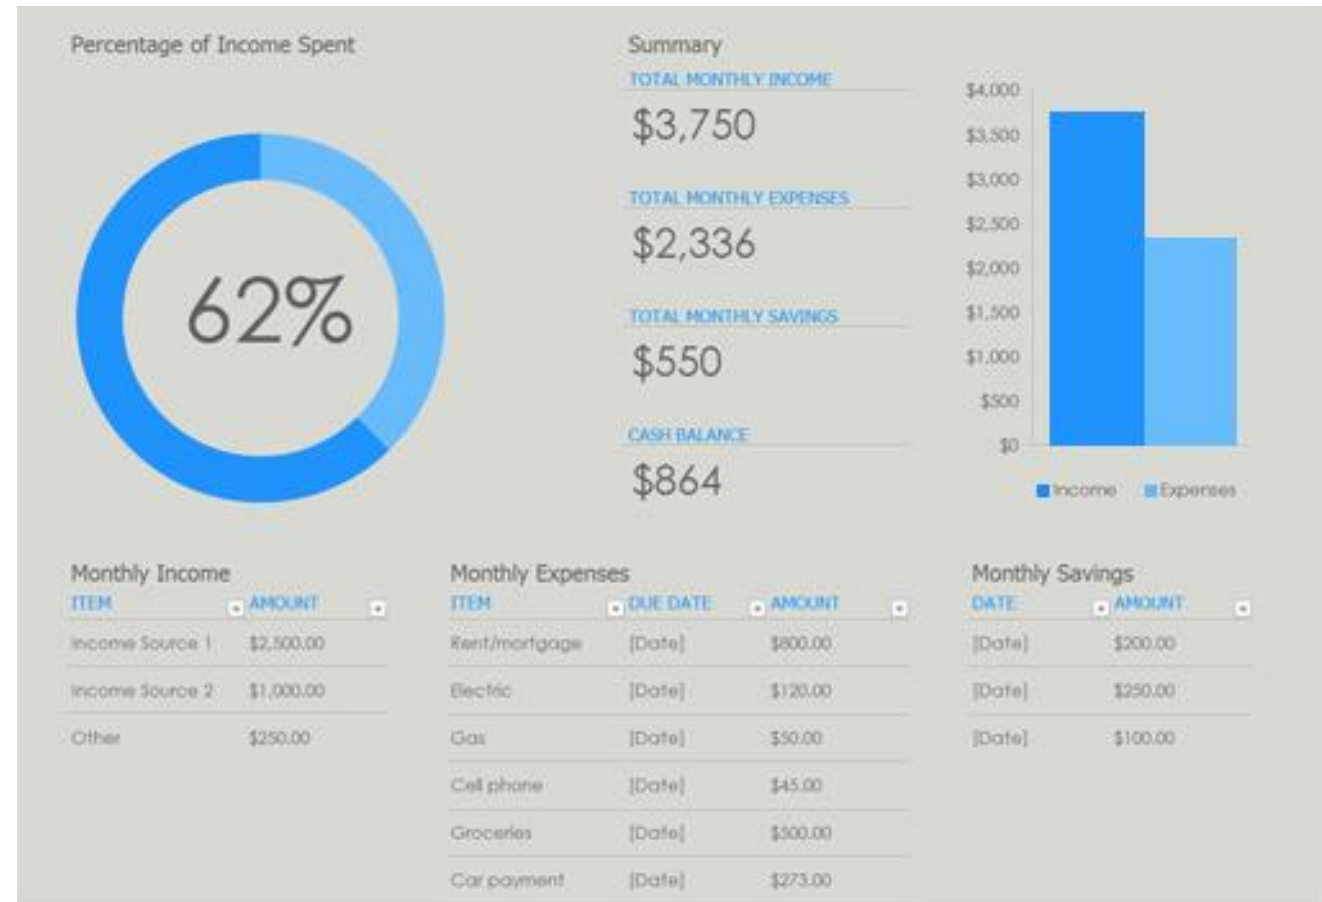 Percentage of Income Spent
62%
Summary
TOTAL MONTHLY INCOME
$3,750
TOTAL MONTHLY EXPENSES
$2,336
TOTAL MONTHLY SAVINGS
$550
CASH BALANCE
$864
$4,000
$3,500
$3,000
$2,500
$2,000
$1,500
$1,000
$500
$0
Income Expenses
Monthly Income
ITEM AMOUNT
Income Source 1 $2,500.00
Income Source 2 $1,000.00
Other $250.00
Monthly Expenses
ITEM DUE DATE AMOUNT
Rent/mortgage [Date] $800.00
Electric [Date] $120.00
Gas [Date] $50.00
Cell phone [Date] $45.00
Groceries [Date] $500.00
Car payment [Date] $273.00
Monthly Savings
DATE AMOUNT
[Date] $200.00
[Date] $250.00
[Date] $100.00